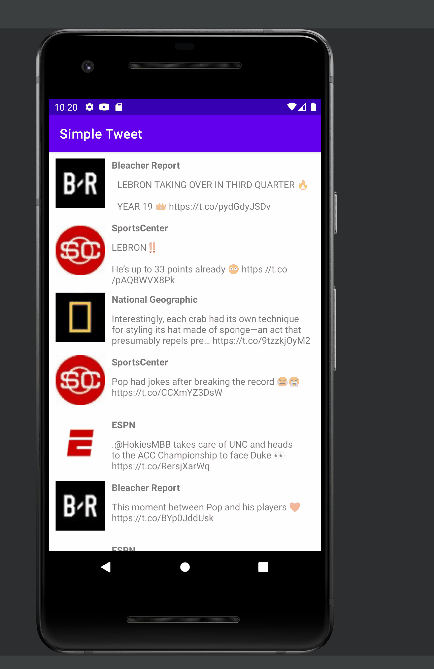 10:20
Simple Tweet
B/R
Bleacher Report
LEBRON TAKING OVER IN THIRD QUARTER 🔥
YEAR 19 👑 https://t.co/pydGdyJSDv
SC
SportsCenter
LEBRON‼️
He's up to 33 points already 😳 https://t.co
/pAQBWVX8Pk
National Geographic
Interestingly, each crab had its own technique
for styling its hat made of sponge—an act that
presumably repels pre… https://t.co/9tzzkjOyM2
SC
SportsCenter
Pop had jokes after breaking the record
https://t.co/CCXmYZ3DsW
E
ESPN
.@HokiesMBB takes care of UNC and heads
to the ACC Championship to face Duke 👀
https://t.co/RersjXarWq
B/R
Bleacher Report
This moment between Pop and his players ❤️
https://t.co/BYp0JddUsk
ESPN